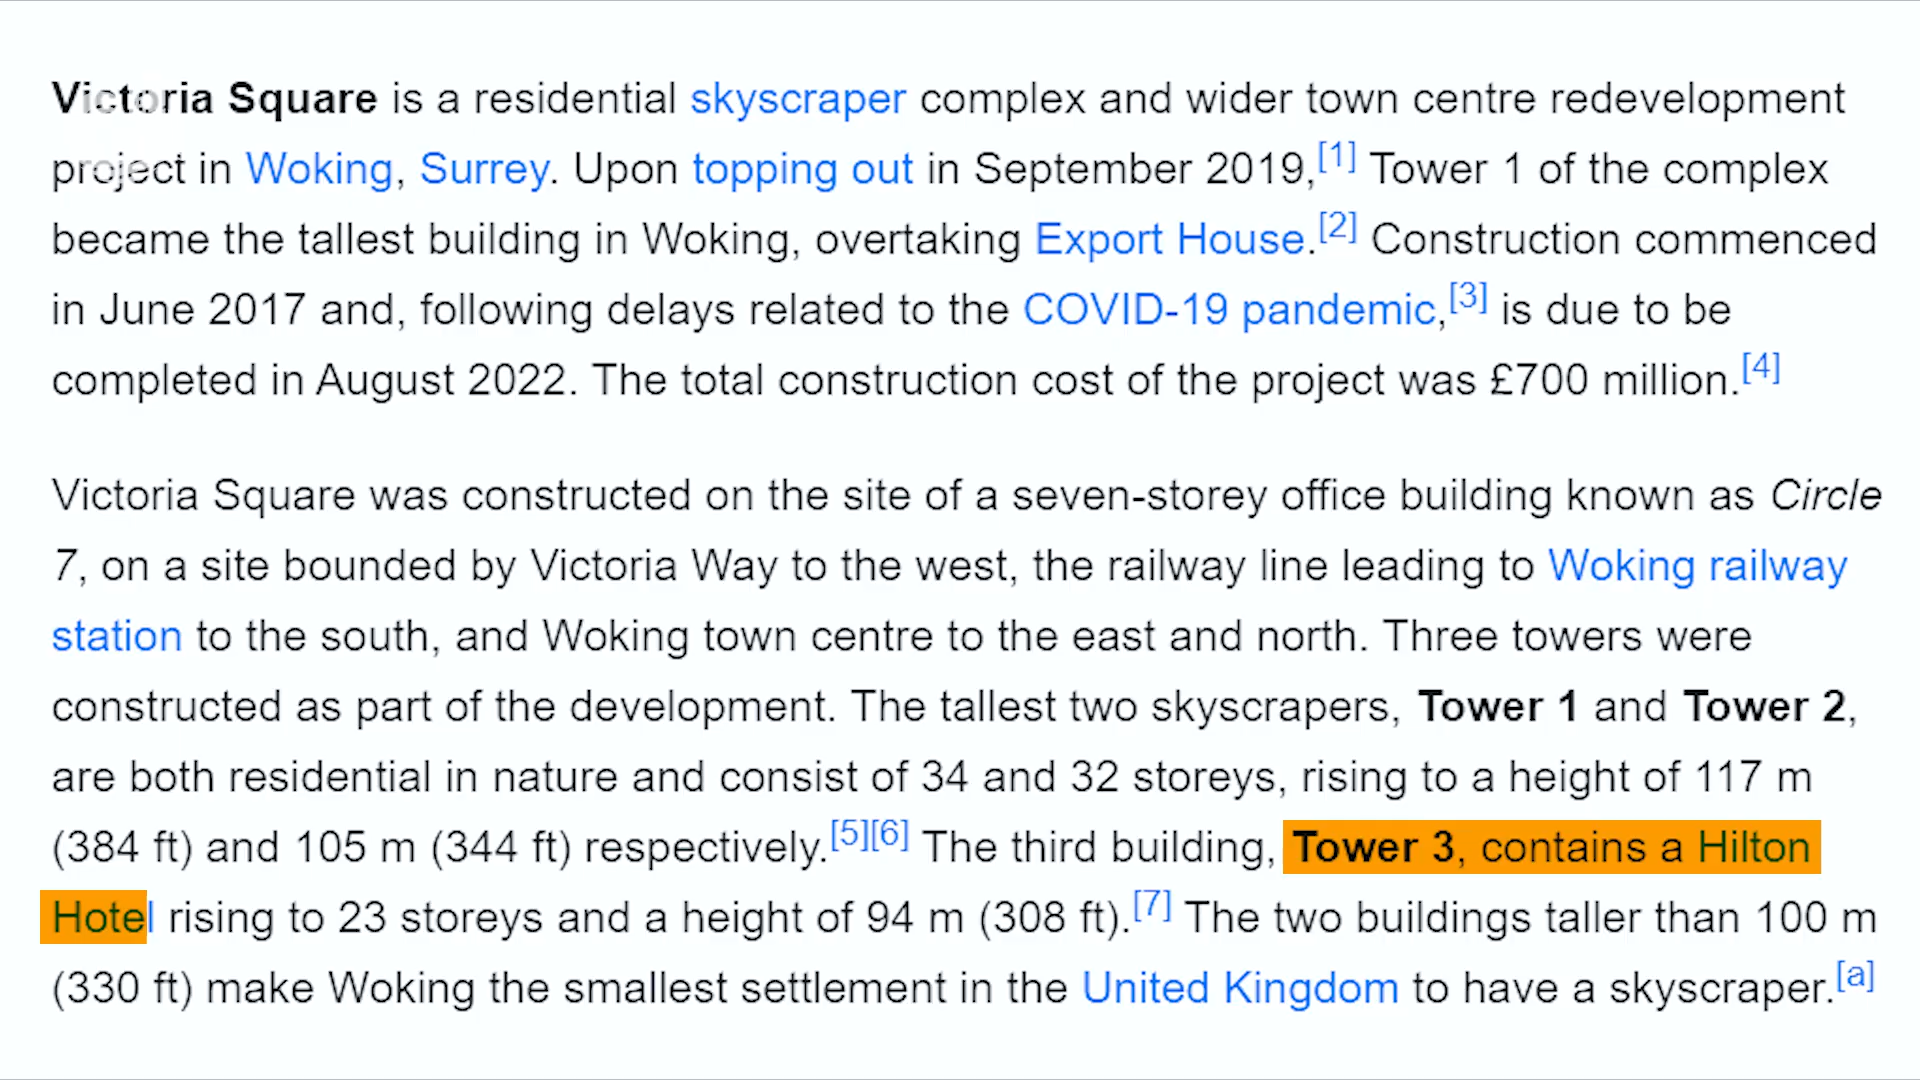 Victoria Square is a residential skyscraper complex and wider town centre redevelopment
project in Woking, Surrey. Upon topping out in September 2019,[1] Tower 1 of the complex
became the tallest building in Woking, overtaking Export House.[2] Construction commenced
in June 2017 and, following delays related to the COVID-19 pandemic,[3] is due to be
completed in August 2022. The total construction cost of the project was £700 million.[4]
Victoria Square was constructed on the site of a seven-storey office building known as Circle
7, on a site bounded by Victoria Way to the west, the railway line leading to Woking railway
station to the south, and Woking town centre to the east and north. Three towers were
constructed as part of the development. The tallest two skyscrapers, Tower 1 and Tower 2,
are both residential in nature and consist of 34 and 32 storeys, rising to a height of 117 m
(384 ft) and 105 m (344 ft) respectively.[5][6] The third building, Tower 3, contains a Hilton
Hotel rising to 23 storeys and a height of 94 m (308 ft).[7] The two buildings taller than 100 m
(330 ft) make Woking the smallest settlement in the United Kingdom to have a skyscraper.[a]